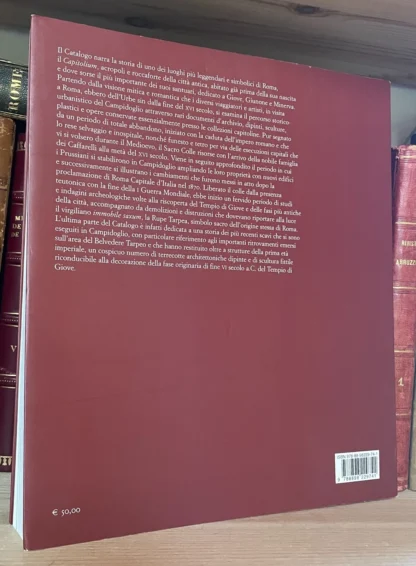 Il Catalogo narra la storia di uno dei luoghi più leggendari e simbolici di Roma,
il Capitolium, acropoli e roccaforte della città antica, abitato già prima della sua nascita
e dove sorse il più importante dei suoi santuari, dedicato a Giove, Giunone e Minerva.
Partendo dalla visione mitica e romantica che i diversi viaggiatori e artisti, in visita
a Roma, ebbero dell'Urbe sin dalla fine del XVI secolo, si esamina il percorso storico
urbanistico del Campidoglio attraverso rari documenti d'archivio, dipinti, sculture,
plastici e opere conservate essenzialmente presso le collezioni capitoline. Pur segnato
da un periodo di totale abbandono, iniziato con la caduta dell'impero romano e che
lo rese selvaggio e inospitale, nonché funesto e tetro per via delle esecuzioni capitali che
vi si svolsero durante il Medioevo, il Sacro Colle risorse con l'arrivo della nobile famiglia
dei Caffarelli alla metà del XVI secolo. Viene in seguito approfondito il periodo in cui
i Prussiani si stabilirono in Campidoglio ampliando le loro proprietà con nuovi edifici
e successivamente si illustrano i cambiamenti che furono messi in atto dopo la
proclamazione di Roma Capitale d'Italia nel 1870. Liberato il colle dalla presenza
teutonica con la fine della I Guerra Mondiale, ebbe inizio un fervido periodo di studi
e indagini archeologiche volte alla riscoperta del Tempio di Giove e delle fasi più antiche
della città, accompagnato da demolizioni e distruzioni che dovevano riportare alla luce
il virgiliano immobile saxum, la Rupe Tarpea, simbolo sacro dell'origine stessa di Roma.
L'ultima parte del Catalogo è infatti dedicata a una storia dei più recenti scavi che si sono
eseguiti in Campidoglio, con particolare riferimento agli importanti ritrovamenti emersi
sull'area del Belvedere Tarpeo e che hanno restituito oltre a strutture della prima età
imperiale, un cospicuo numero di terrecotte architettoniche dipinte e di scultura fittile
riconducibile alla decorazione della fase originaria di fine VI secolo a.C. del Tempio di
Giove.
€ 50,00